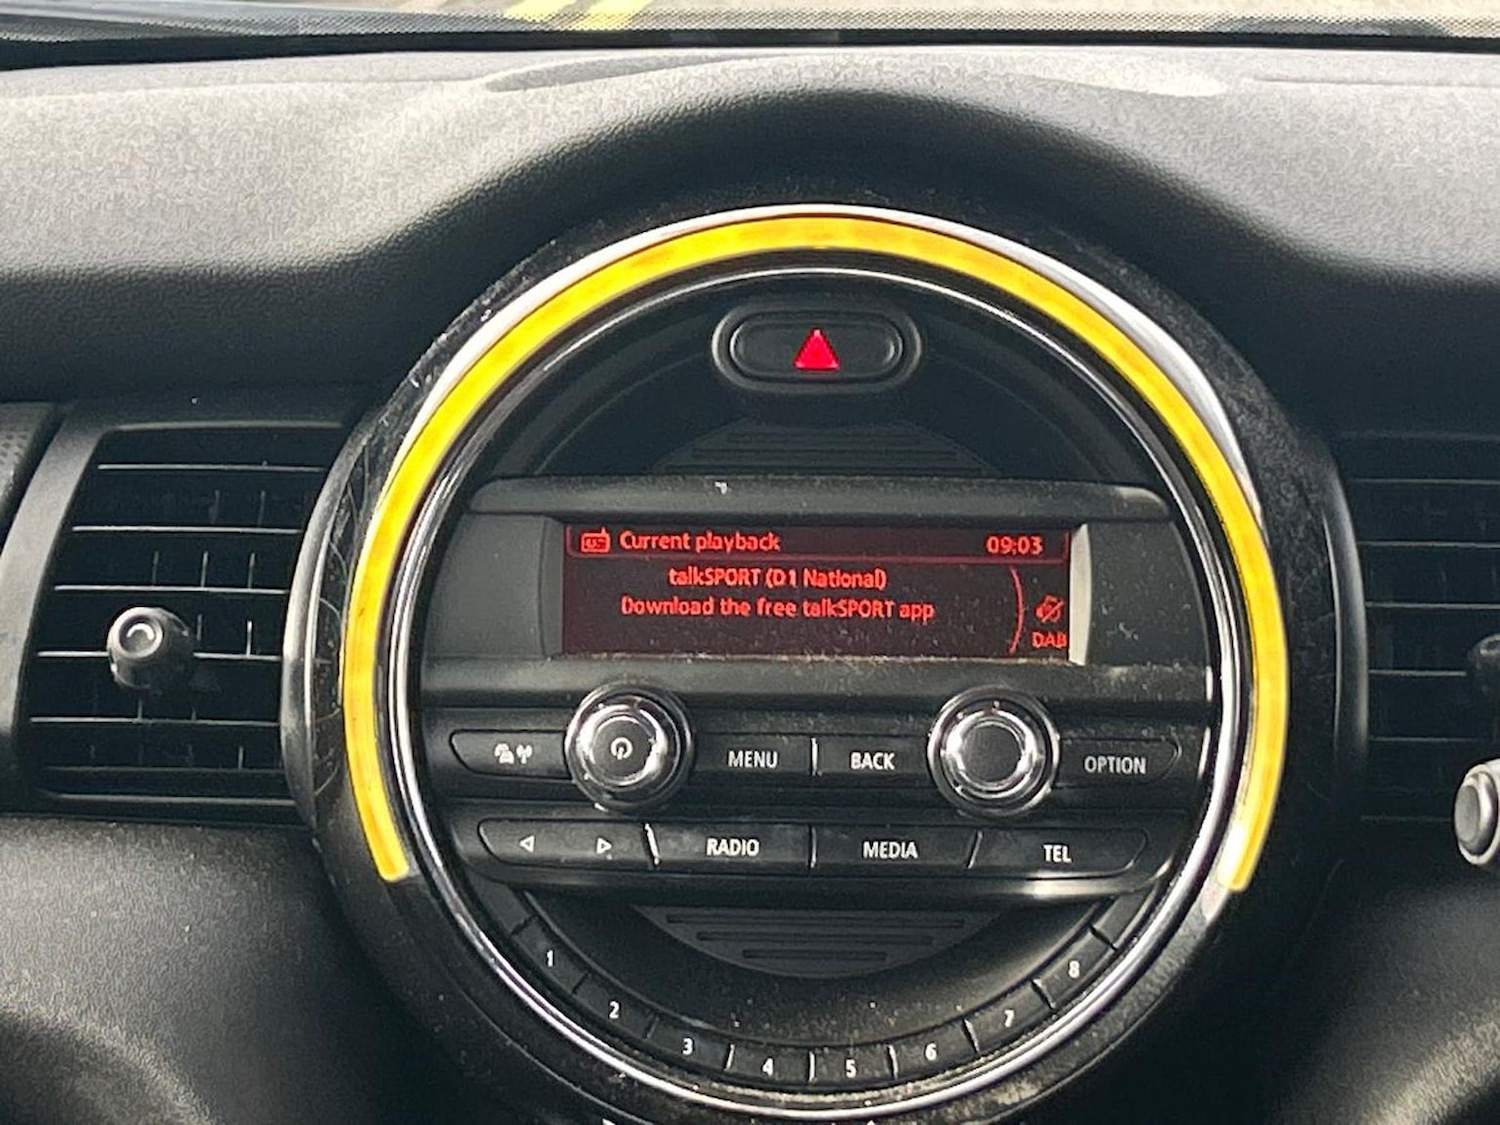 Current playback 09:03
talkSPORT (D1 National)
Download the free talkSPORT app
DAB
MENU BACK OPTION
RADIO MEDIA TEL
1 2 3 4 5 6 7 8